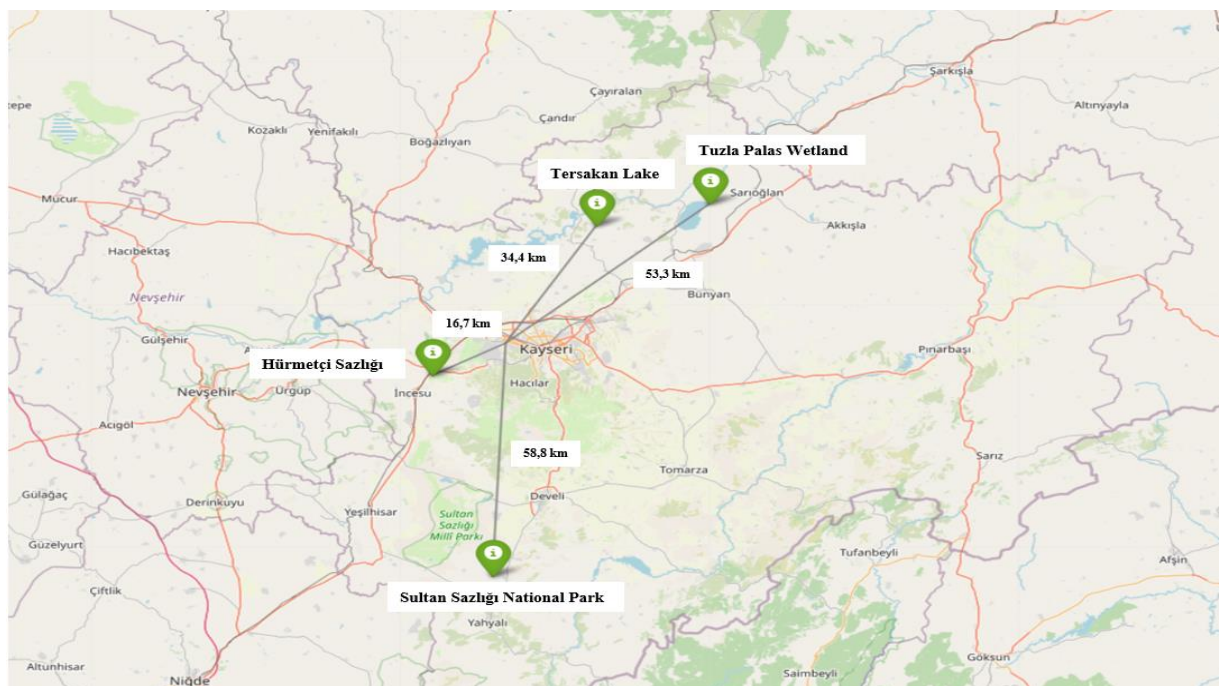 Şarkışla
Çayıralan
Altınyayla
Çandır
Kozaklı
Yenifakılı
Boğazlıyan
Tuzla Palas Wetland
Tersakan Lake
Sarıoğlan
Mucur
Akkışla
Hacıbektaş
34,4 km
53,3 km
Nevşehir
Bünyan
16,7 km
Gülşehir
Kayseri
Pınarbaşı
Hürmetçi Sazlığı
Hacılar
Nevşehir
Ürgüp
İncesu
Acıgöl
58,8 km
Sarız
Tomarza
Gülağaç
Develi
Derinkuyu
Yeşilhisar
Sultan
Sazlığı
Milli Parkı
Güzelyurt
Tufanbeyli
Afşin
Çiftlik
Sultan Sazlığı National Park
Yahyalı
Altunhisar
Göksun
Niğde
Saimbeyli